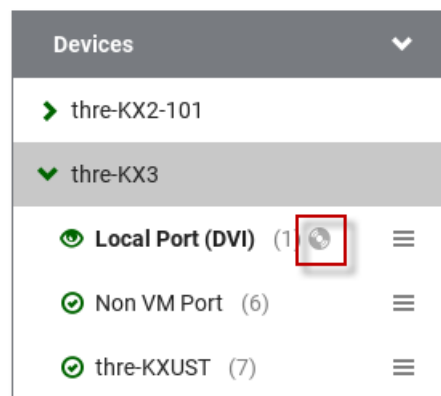 Devices
thre-KX2-101
thre-KX3
Local Port (DVI) (1)
Non VM Port (6)
thre-KXUST (7)